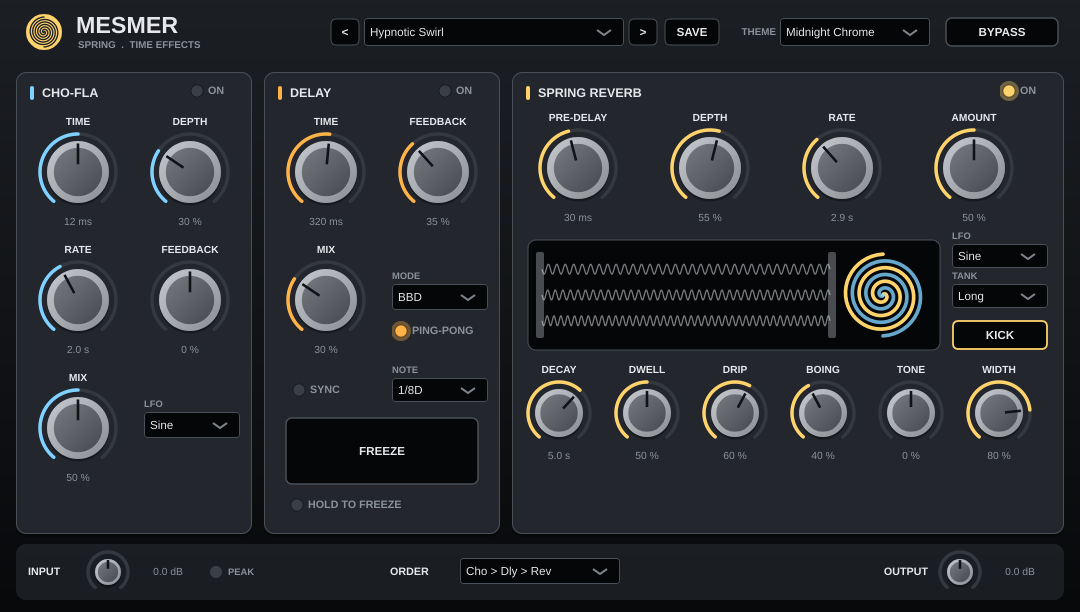 MESMER
SPRING . TIME EFFECTS
< Hypnotic Swirl > SAVE THEME Midnight Chrome BYPASS
CHO-FLA ON
TIME DEPTH
12 ms 30 %
RATE FEEDBACK
2.0 s 0 %
MIX
LFO
Sine
50 %
DELAY ON
TIME FEEDBACK
320 ms 35 %
MIX
MODE
BBD
PING-PONG
30 %
NOTE
SYNC 1/8D
FREEZE
HOLD TO FREEZE
SPRING REVERB ON
PRE-DELAY DEPTH RATE AMOUNT
30 ms 55 % 2.9 s 50 %
LFO
Sine
TANK
Long
KICK
DECAY DWELL DRIP BOING TONE WIDTH
5.0 s 50 % 60 % 40 % 0 % 80 %
INPUT 0.0 dB PEAK ORDER Cho > Dly > Rev OUTPUT 0.0 dB